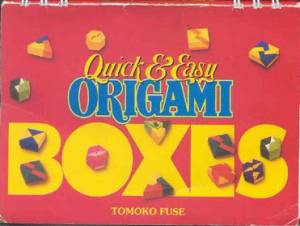 Quick & Easy
ORIGAMI
BOXES
TOMOKO FUSE